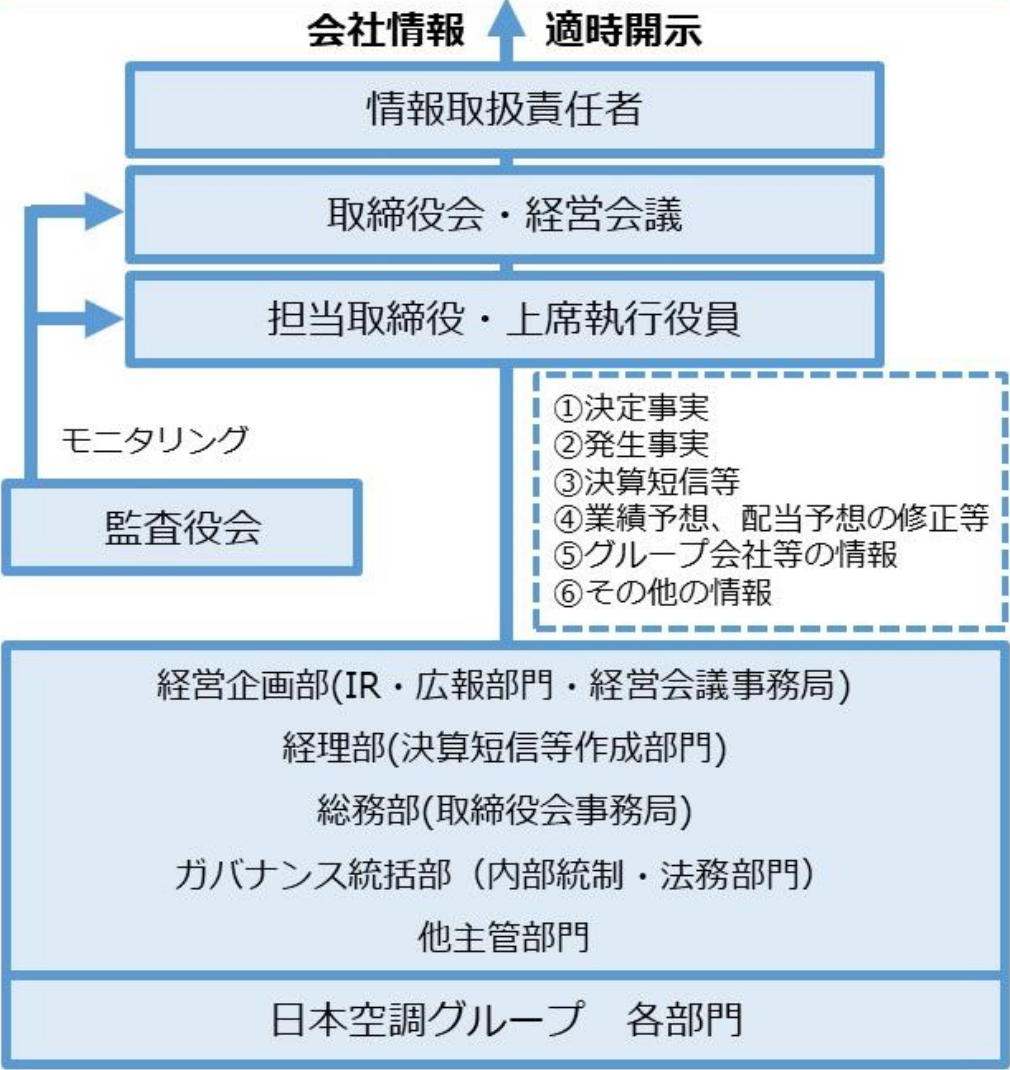 会社情報 適時開示
情報取扱責任者
取締役会・経営会議
担当取締役・上席執行役員
①決定事実
②発生事実
③決算短信等
④業績予想、配当予想の修正等
⑤グループ会社等の情報
⑥その他の情報
モニタリング
監査役会
経営企画部(IR・広報部門・経営会議事務局)
経理部(決算短信等作成部門)
総務部(取締役会事務局)
ガバナンス統括部（内部統制・法務部門）
他主管部門
日本空調グループ　各部門